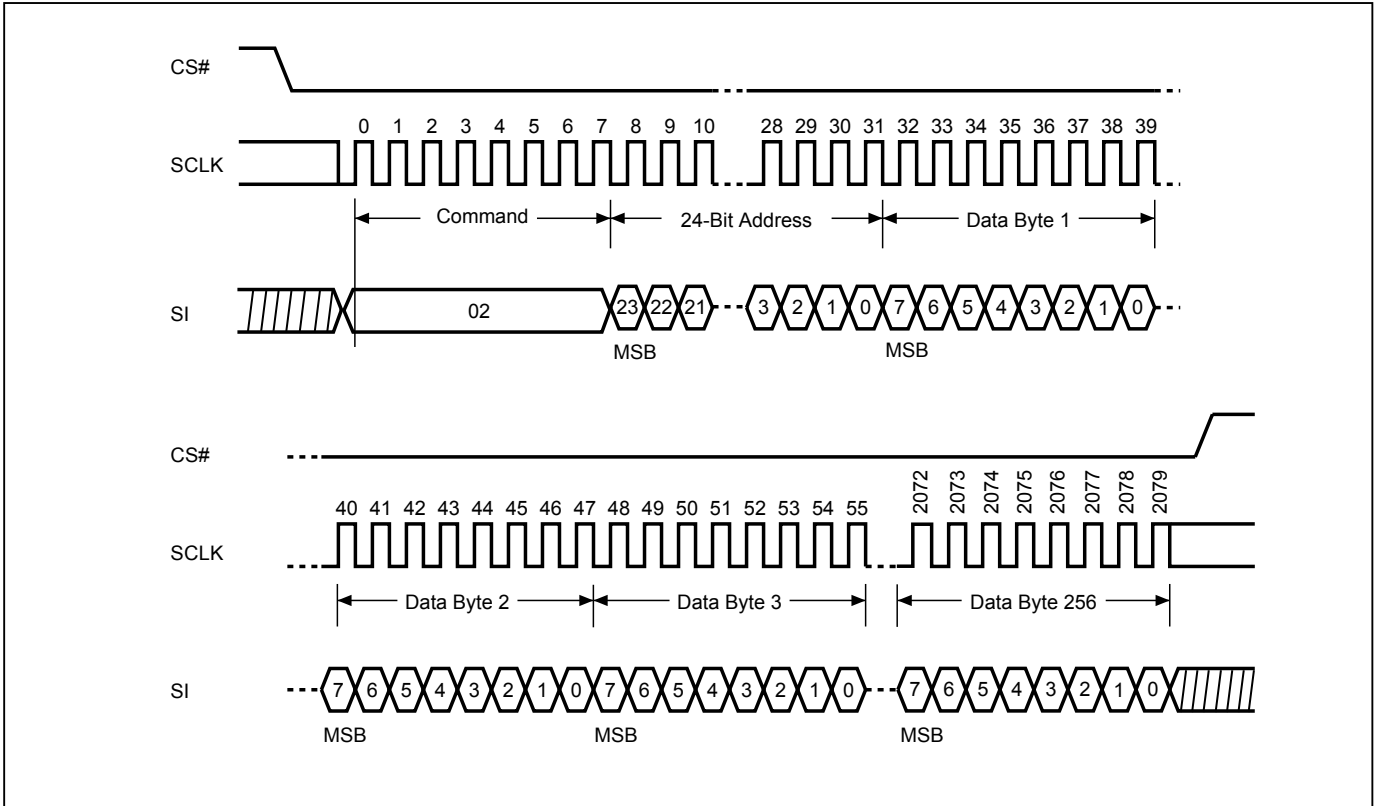 CS#
0 1 2 3 4 5 6 7 8 9 10 28 29 30 31 32 33 34 35 36 37 38 39
SCLK
Command 24-Bit Address Data Byte 1
SI 02 23 22 21 3 2 1 0 7 6 5 4 3 2 1 0
MSB MSB
CS#
40 41 42 43 44 45 46 47 48 49 50 51 52 53 54 55 2072 2073 2074 2075 2076 2077 2078 2079
SCLK
Data Byte 2 Data Byte 3 Data Byte 256
SI 7 6 5 4 3 2 1 0 7 6 5 4 3 2 1 0 7 6 5 4 3 2 1 0
MSB MSB MSB